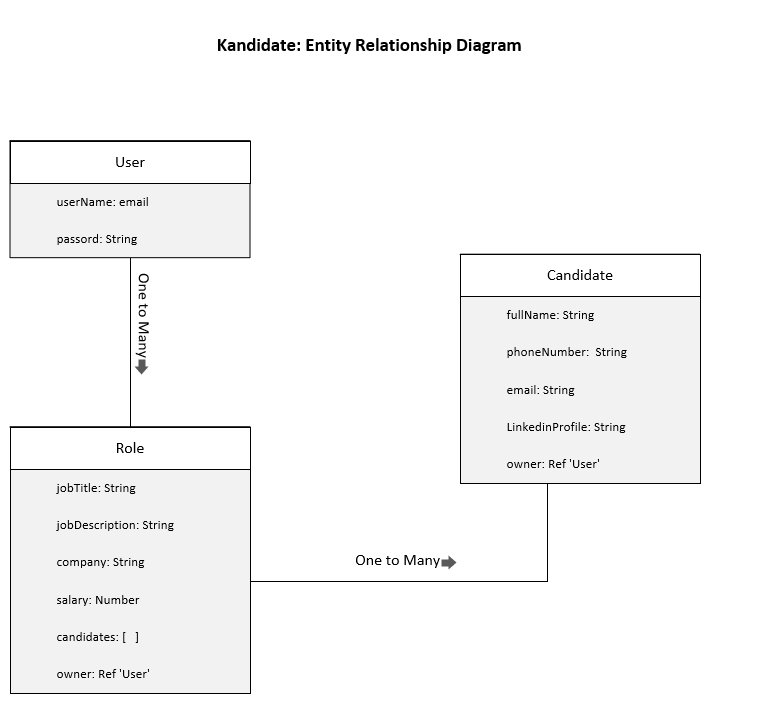 Kandidate: Entity Relationship Diagram
User
userName: email
passord: String
One to Many
Candidate
fullName: String
phoneNumber:  String
email: String
LinkedinProfile: String
owner: Ref 'User'
Role
jobTitle: String
jobDescription: String
company: String
salary: Number
candidates: [   ]
owner: Ref 'User'
One to Many